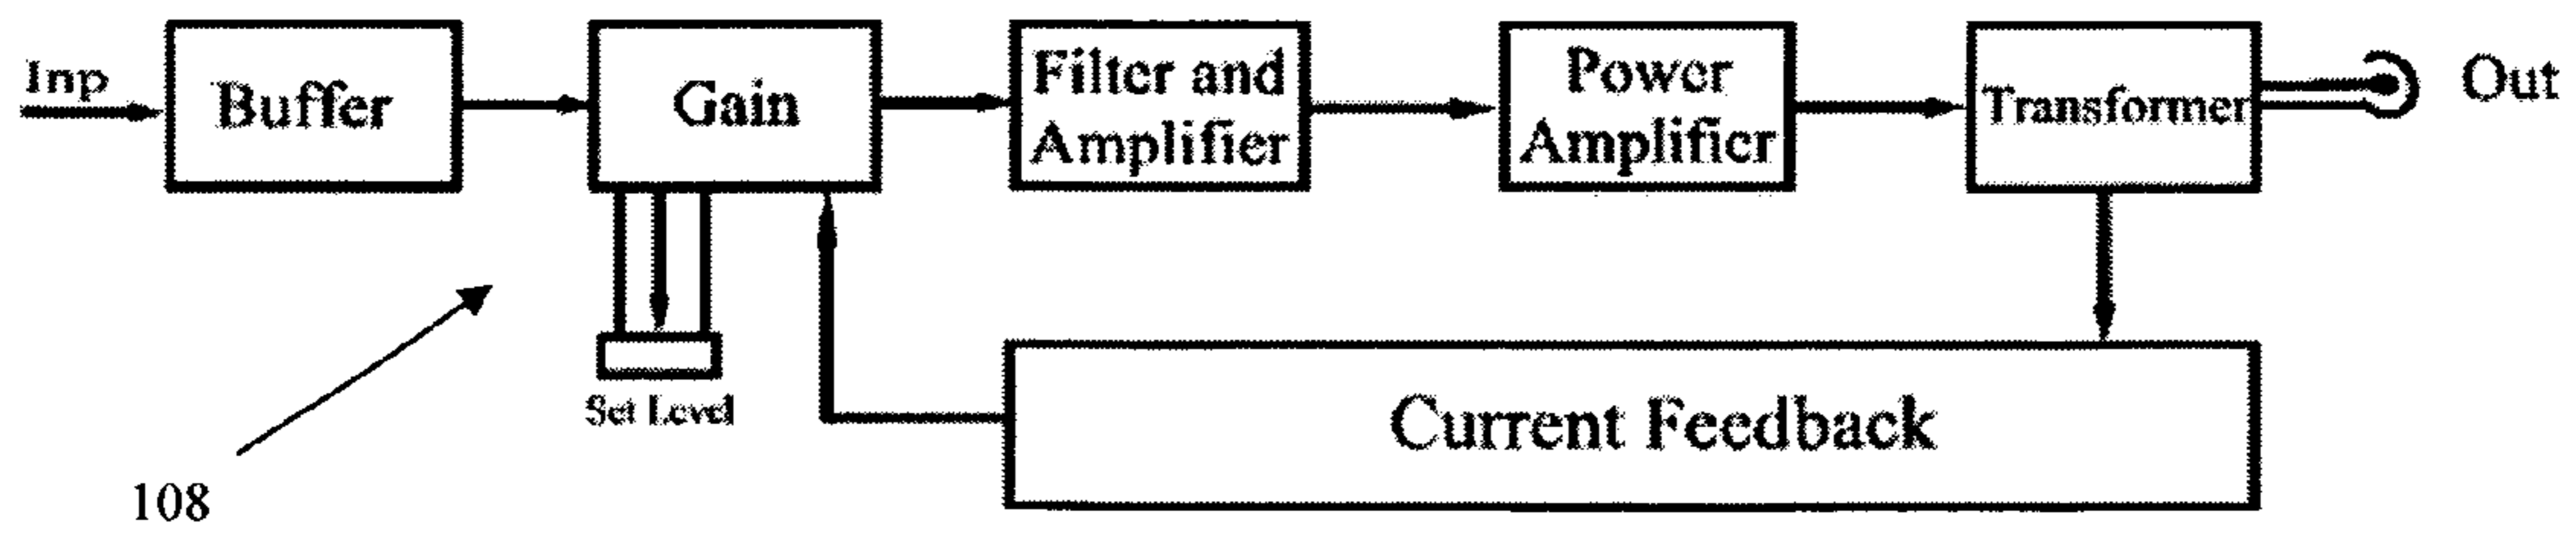 Inp
Buffer
Gain
Filter and
Amplifier
Power
Amplifier
Transformer
Out
Set Level
Current Feedback
108